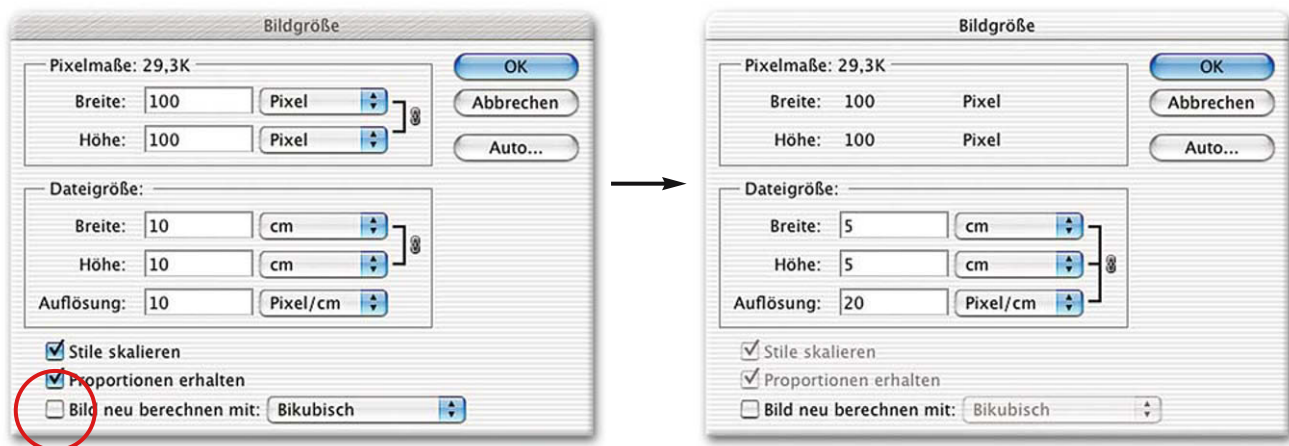 Bildgröße
Pixelmaße: 29,3K
Breite: 100 Pixel
Höhe: 100 Pixel
OK
Abbrechen
Auto...
Dateigröße:
Breite: 10 cm
Höhe: 10 cm
Auflösung: 10 Pixel/cm
Stile skalieren
Proportionen erhalten
Bild neu berechnen mit: Bikubisch
Bildgröße
Pixelmaße: 29,3K
Breite: 100 Pixel
Höhe: 100 Pixel
OK
Abbrechen
Auto...
Dateigröße:
Breite: 5 cm
Höhe: 5 cm
Auflösung: 20 Pixel/cm
Stile skalieren
Proportionen erhalten
Bild neu berechnen mit: Bikubisch